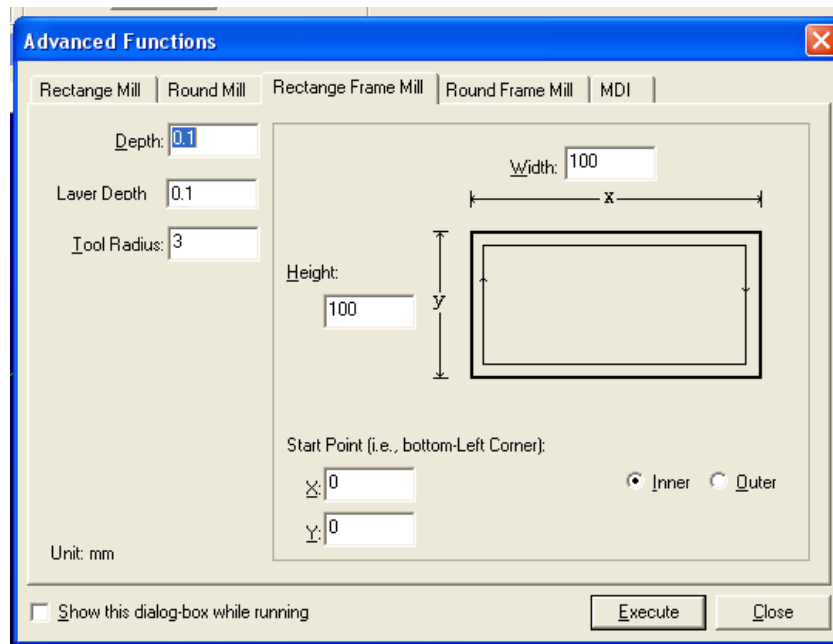 Advanced Functions
Rectange Mill Round Mill Rectange Frame Mill Round Frame Mill MDI
Depth: 0.1
Layer Depth 0.1
Tool Radius: 3
Width: 100
x
Height:
100
y
Start Point (i.e., bottom-Left Corner):
X: 0
Y: 0
Inner Outer
Unit: mm
Show this dialog-box while running
Execute Close